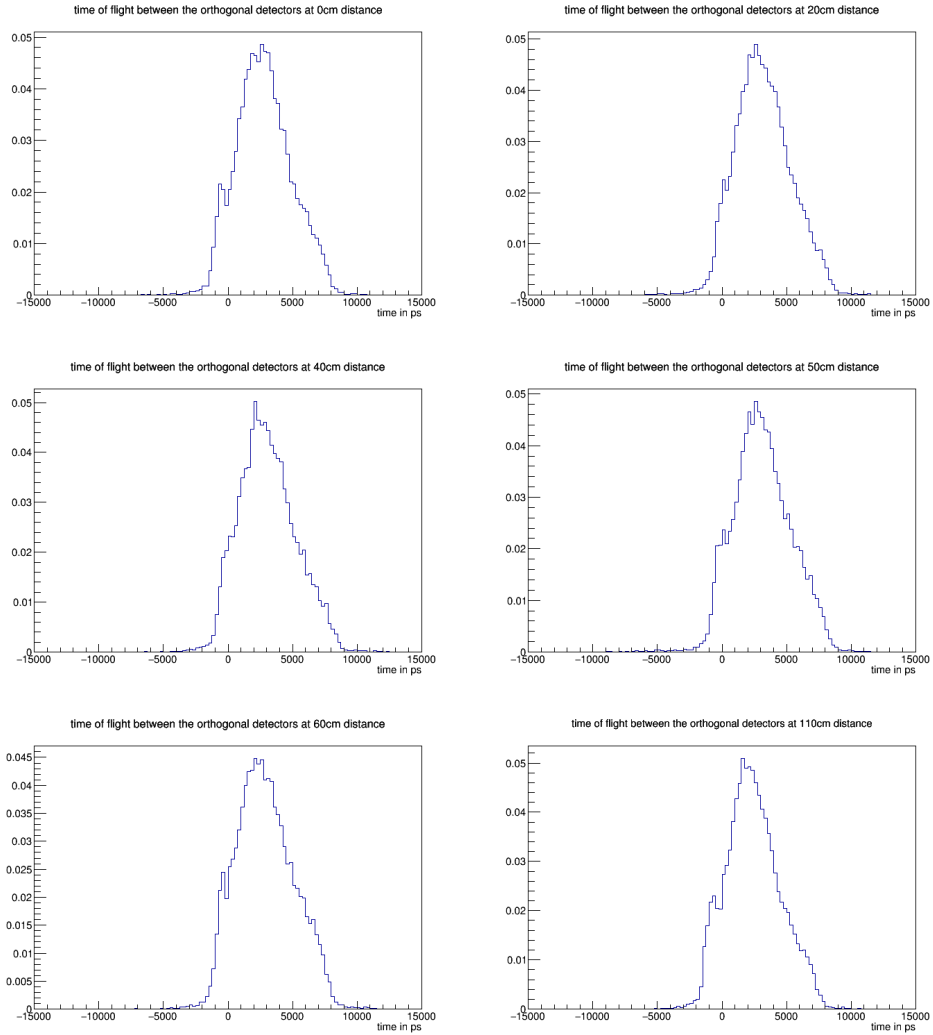 time of flight between the orthogonal detectors at 0cm distance
0.05
0.04
0.03
0.02
0.01
0
−15000 −10000 −5000 0 5000 10000 15000
time in ps
time of flight between the orthogonal detectors at 20cm distance
0.05
0.04
0.03
0.02
0.01
0
−15000 −10000 −5000 0 5000 10000 15000
time in ps
time of flight between the orthogonal detectors at 40cm distance
0.05
0.04
0.03
0.02
0.01
0
−15000 −10000 −5000 0 5000 10000 15000
time in ps
time of flight between the orthogonal detectors at 50cm distance
0.05
0.04
0.03
0.02
0.01
0
−15000 −10000 −5000 0 5000 10000 15000
time in ps
time of flight between the orthogonal detectors at 60cm distance
0.045
0.04
0.035
0.03
0.025
0.02
0.015
0.01
0.005
0
−15000 −10000 −5000 0 5000 10000 15000
time in ps
time of flight between the orthogonal detectors at 110cm distance
0.05
0.04
0.03
0.02
0.01
0
−15000 −10000 −5000 0 5000 10000 15000
time in ps